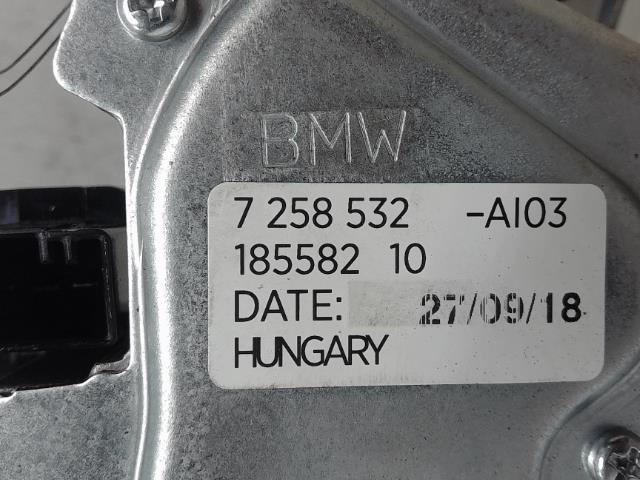 BMW
7 258 532 -AI03
185582 10
DATE: 27/09/18
HUNGARY